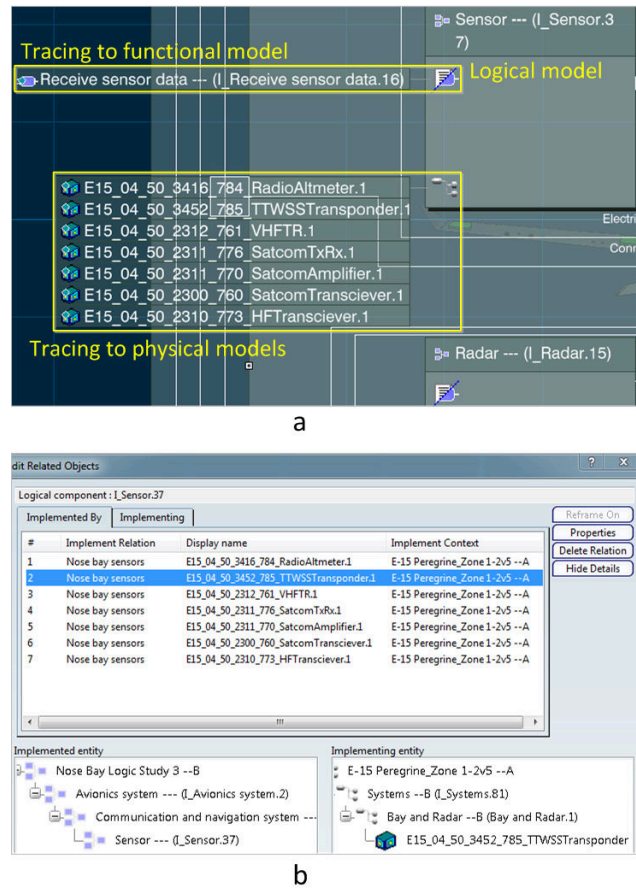 Sensor --- (I_Sensor.3
7)
Tracing to functional model
Receive sensor data --- (I_Receive sensor data.16)
Logical model
E15_04_50_3416_784_RadioAltmeter.1
E15_04_50_3452_785_TTWSSTransponder.1
E15_04_50_2312_761_VHFTR.1
E15_04_50_2311_776_SatcomTxRx.1
E15_04_50_2311_770_SatcomAmplifier.1
E15_04_50_2300_760_SatcomTransciever.1
E15_04_50_2310_773_HFTransciever.1
Electri
Conn
Tracing to physical models
Radar --- (I_Radar.15)
a
dit Related Objects
Logical component : I_Sensor.37
Implemented By Implementing
Reframe On
Properties
Delete Relation
Hide Details
# Implement Relation Display name Implement Context
1 Nose bay sensors E15_04_50_3416_784_RadioAltmeter.1 E-15 Peregrine_Zone 1-2v5 --A
2 Nose bay sensors E15_04_50_3452_785_TTWSSTransponder.1 E-15 Peregrine_Zone 1-2v5 --A
3 Nose bay sensors E15_04_50_2312_761_VHFTR.1 E-15 Peregrine_Zone 1-2v5 --A
4 Nose bay sensors E15_04_50_2311_776_SatcomTxRx.1 E-15 Peregrine_Zone 1-2v5 --A
5 Nose bay sensors E15_04_50_2311_770_SatcomAmplifier.1 E-15 Peregrine_Zone 1-2v5 --A
6 Nose bay sensors E15_04_50_2300_760_SatcomTransciever.1 E-15 Peregrine_Zone 1-2v5 --A
7 Nose bay sensors E15_04_50_2310_773_HFTransciever.1 E-15 Peregrine_Zone 1-2v5 --A
Implemented entity
Nose Bay Logic Study 3 --B
Avionics system --- (I_Avionics system.2)
Communication and navigation system ---
Sensor --- (I_Sensor.37)
Implementing entity
E-15 Peregrine_Zone 1-2v5 --A
Systems --B (I_Systems.81)
Bay and Radar --B (Bay and Radar.1)
E15_04_50_3452_785_TTWSSTransponder
b